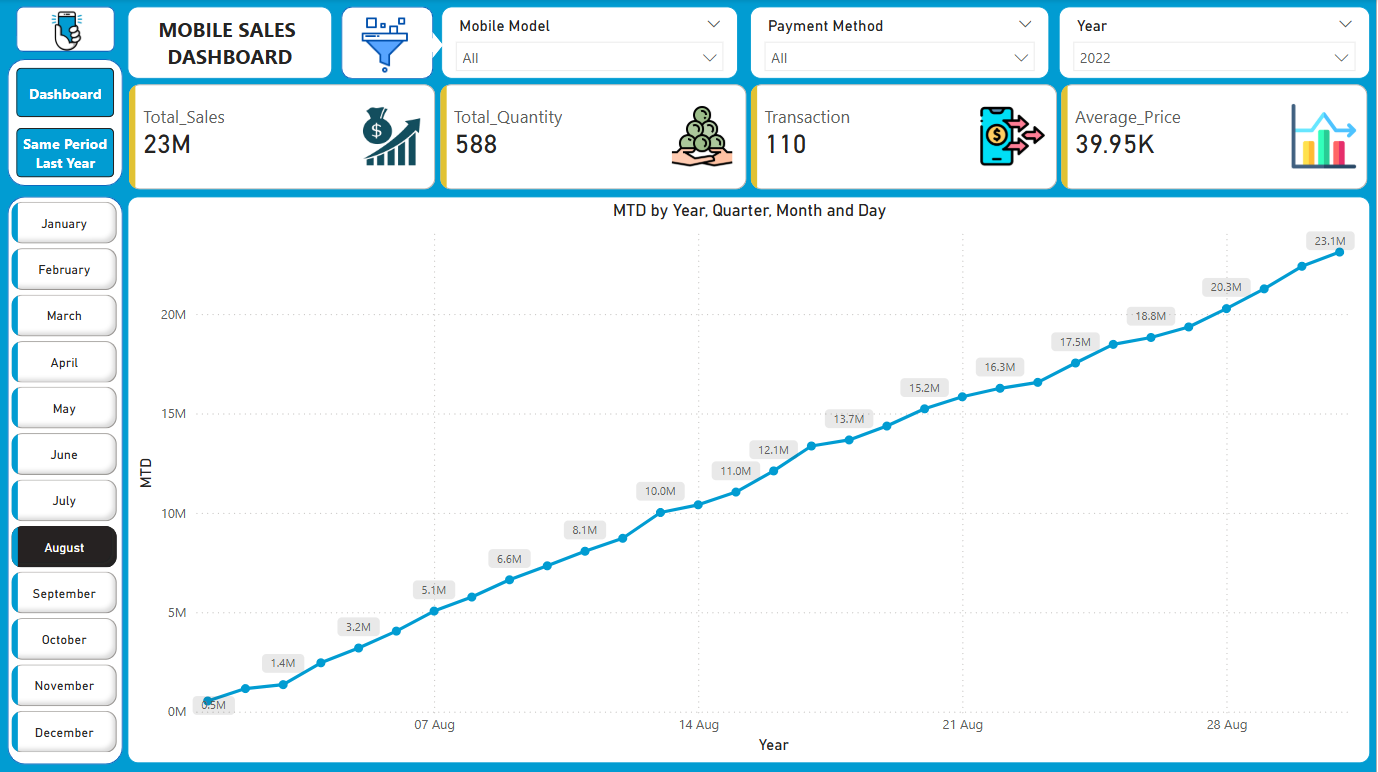 MOBILE SALES
DASHBOARD
Mobile Model
All
Payment Method
All
Year
2022
Dashboard
Same Period
Last Year
Total_Sales
23M
Total_Quantity
588
Transaction
110
Average_Price
39.95K
January
February
March
April
May
June
July
August
September
October
November
December
MTD by Year, Quarter, Month and Day
MTD
20M
15M
10M
5M
0M
0.5M
1.4M
3.2M
5.1M
6.6M
8.1M
10.0M
11.0M
12.1M
13.7M
15.2M
16.3M
17.5M
18.8M
20.3M
23.1M
07 Aug
14 Aug
21 Aug
28 Aug
Year